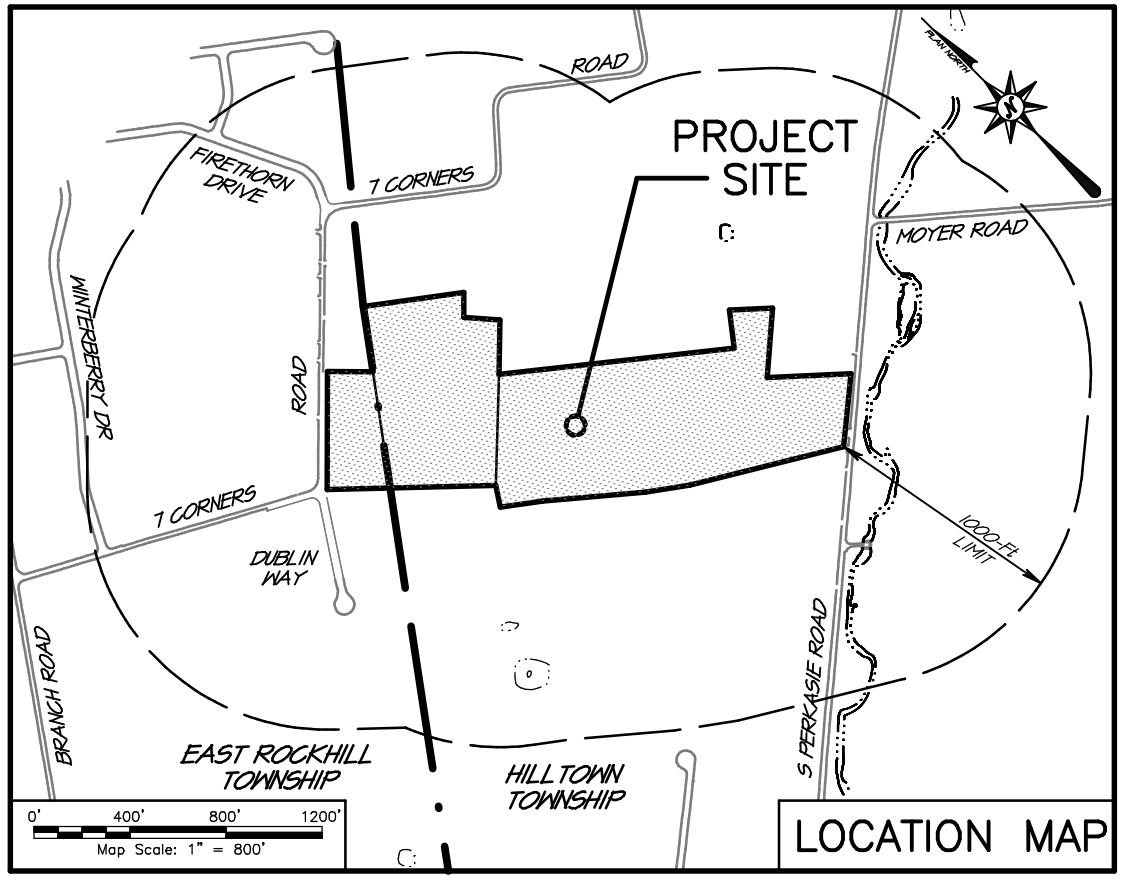 PLAN NORTH
N
ROAD
PROJECT
SITE
FIRETHORN
DRIVE
7 CORNERS
MOYER ROAD
WINTERBERRY DR
ROAD
7 CORNERS
DUBLIN
WAY
1000-Ft
LIMIT
BRANCH ROAD
S PERKASIE ROAD
EAST ROCKHILL
TOWNSHIP
HILLTOWN
TOWNSHIP
0' 400' 800' 1200'
Map Scale: 1" = 800'
LOCATION MAP